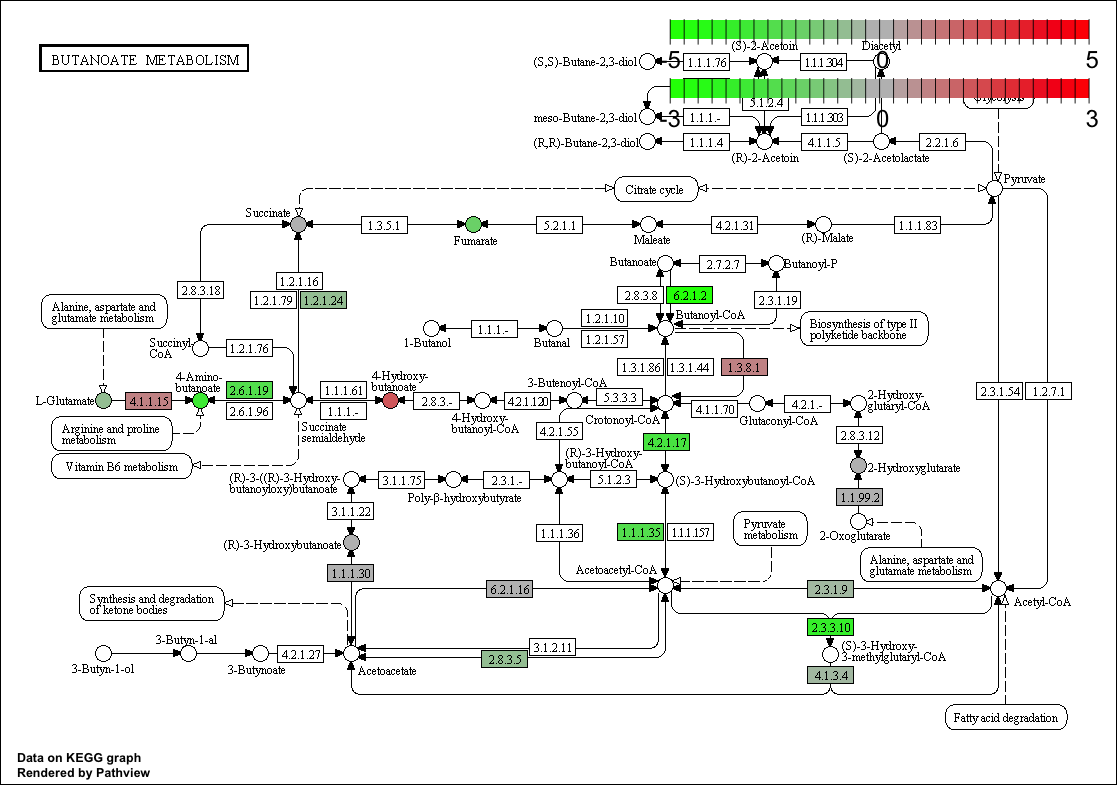 BUTANOATE METABOLISM
(S)-2-Acetoin
Diacetyl
(S,S)-Butane-2,3-diol
-5
1.1.1.76
1.1.1.304
0
5
5.1.2.4
Glycolysis
meso-Butane-2,3-diol
-3
1.1.1.-
1.1.1.303
0
3
(R,R)-Butane-2,3-diol
1.1.1.4
4.1.1.5
2.2.1.6
(R)-2-Acetoin
(S)-2-Acetolactate
Citrate cycle
Pyruvate
Succinate
1.3.5.1
5.2.1.1
4.2.1.31
1.1.1.83
Fumarate
Maleate
(R)-Malate
Butanoate
2.7.2.7
Butanoyl-P
1.2.1.16
2.8.3.18
1.2.1.79
1.2.1.24
2.8.3.8
6.2.1.2
2.3.1.19
Alanine, aspartate and
glutamate metabolism
Butanoyl-CoA
1.1.1.-
1.2.1.10
1.2.1.57
Biosynthesis of type II
polyketide backbone
1-Butanol
Butanal
Succinyl-
CoA
1.2.1.76
1.3.1.86
1.3.1.44
1.3.8.1
4-Amino-
butanoate
2.6.1.19
4-Hydroxy-
butanoate
3-Butenoyl-CoA
2.3.1.54
1.2.7.1
L-Glutamate
4.1.1.15
2.6.1.96
1.1.1.61
1.1.1.-
2.8.3.-
4.2.1.120
5.3.3.3
4.1.1.70
4.2.1.-
2-Hydroxy-
glutaryl-CoA
Arginine and proline
metabolism
Succinate
semialdehyde
4-Hydroxy-
butanoyl-CoA
Crotonoyl-CoA
Glutaconyl-CoA
4.2.1.55
4.2.1.17
2.8.3.12
Vitamin B6 metabolism
(R)-3-Hydroxy-
butanoyl-CoA
2-Hydroxyglutarate
(R)-3-((R)-3-Hydroxy-
butanoyloxy)butanoate
3.1.1.75
2.3.1.-
5.1.2.3
(S)-3-Hydroxybutanoyl-CoA
Poly-β-hydroxybutyrate
1.1.99.2
3.1.1.22
1.1.1.36
1.1.1.35
1.1.1.157
Pyruvate
metabolism
2-Oxoglutarate
(R)-3-Hydroxybutanoate
Alanine, aspartate and
glutamate metabolism
1.1.1.30
Acetoacetyl-CoA
6.2.1.16
2.3.1.9
Synthesis and degradation
of ketone bodies
Acetyl-CoA
2.3.3.10
3-Butyn-1-al
3.1.2.11
(S)-3-Hydroxy-
3-methylglutaryl-CoA
4.2.1.27
2.8.3.5
3-Butyn-1-ol
3-Butynoate
Acetoacetate
4.1.3.4
Fatty acid degradation
Data on KEGG graph
Rendered by Pathview